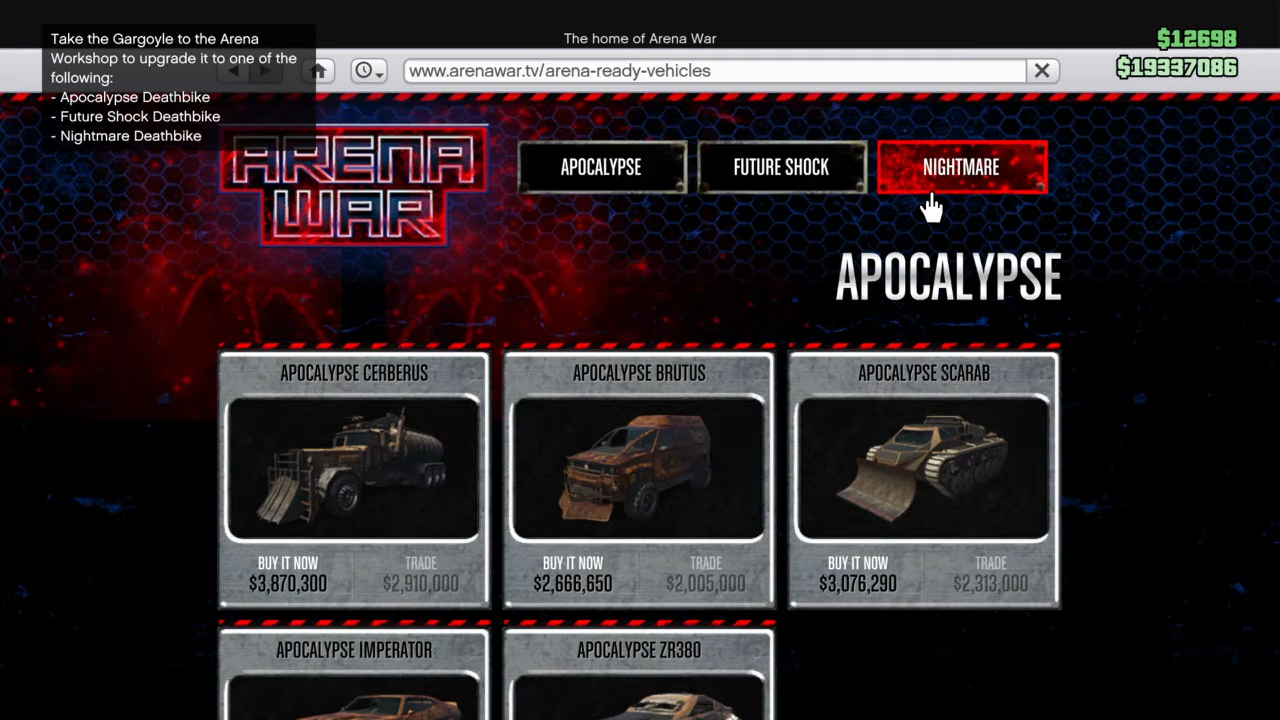 Take the Gargoyle to the Arena
Workshop to upgrade it to one of the
following:
- Apocalypse Deathbike
- Future Shock Deathbike
- Nightmare Deathbike
The home of Arena War
$12698
$19337086
www.arenawar.tv/arena-ready-vehicles
ARENA
WAR
APOCALYPSE
FUTURE SHOCK
NIGHTMARE
APOCALYPSE
APOCALYPSE CERBERUS
BUY IT NOW
$3,870,300
TRADE
$2,910,000
APOCALYPSE BRUTUS
BUY IT NOW
$2,666,650
TRADE
$2,005,000
APOCALYPSE SCARAB
BUY IT NOW
$3,076,290
TRADE
$2,313,000
APOCALYPSE IMPERATOR
APOCALYPSE ZR380